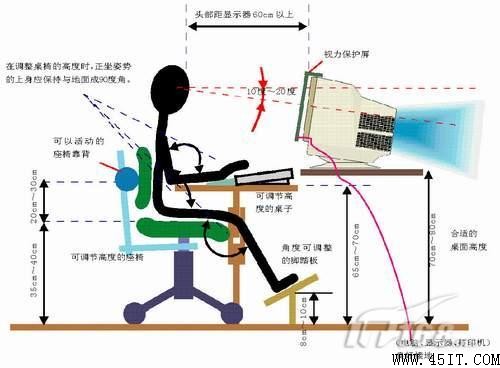 头部距显示器60cm以上
视力保护屏
在调整桌椅的高度时,正坐姿势
的上身应保持与地面成90度角。
10度~20度
可以活动的
座椅靠背
20cm~30cm
可调节高
度的桌子
合适的
桌面高度
角度可调整
的脚踏板
可调节高度的座椅
35cm~40cm
65cm~70cm
70cm~80cm
8cm~10cm
(电脑、显示器、打印机)
WWW.45IT.COM